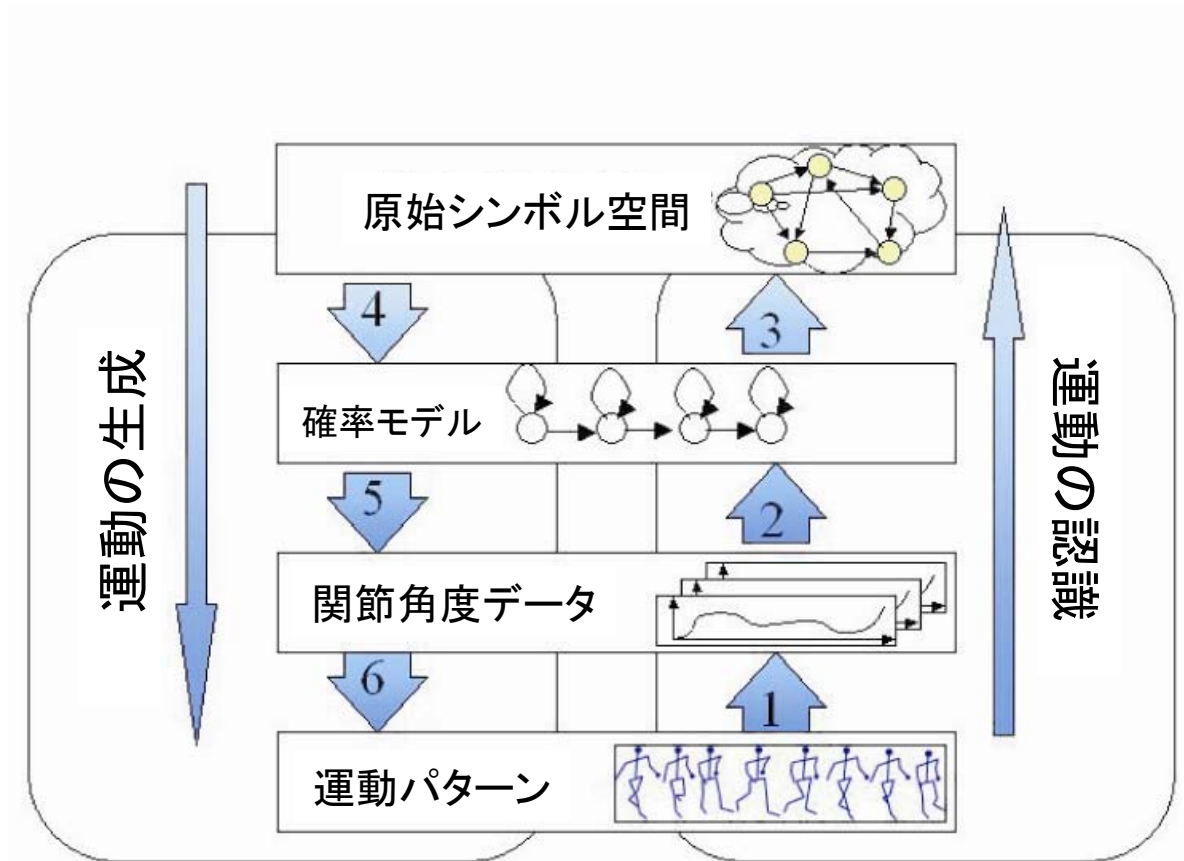 原始シンボル空間
4
3
確率モデル
5
2
関節角度データ
6
1
運動パターン
運動の生成
運動の認識